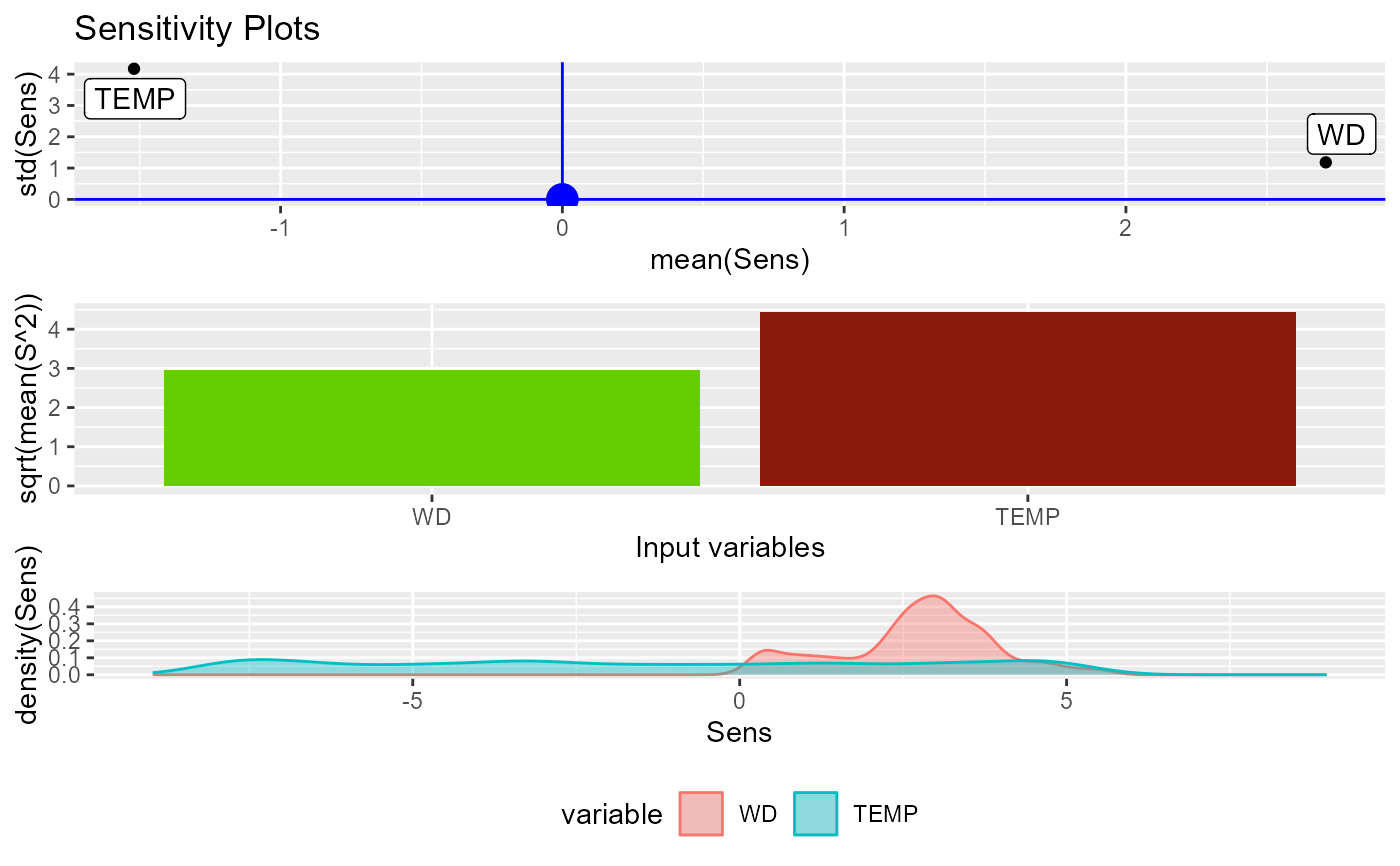 Sensitivity Plots
std(Sens)
4
3
2
1
0
TEMP
WD
-1
0
1
2
mean(Sens)
sqrt(mean(S^2))
4
3
2
1
0
WD
TEMP
Input variables
density(Sens)
0.4
0.3
0.2
0.1
0.0
-5
0
5
Sens
variable WD TEMP